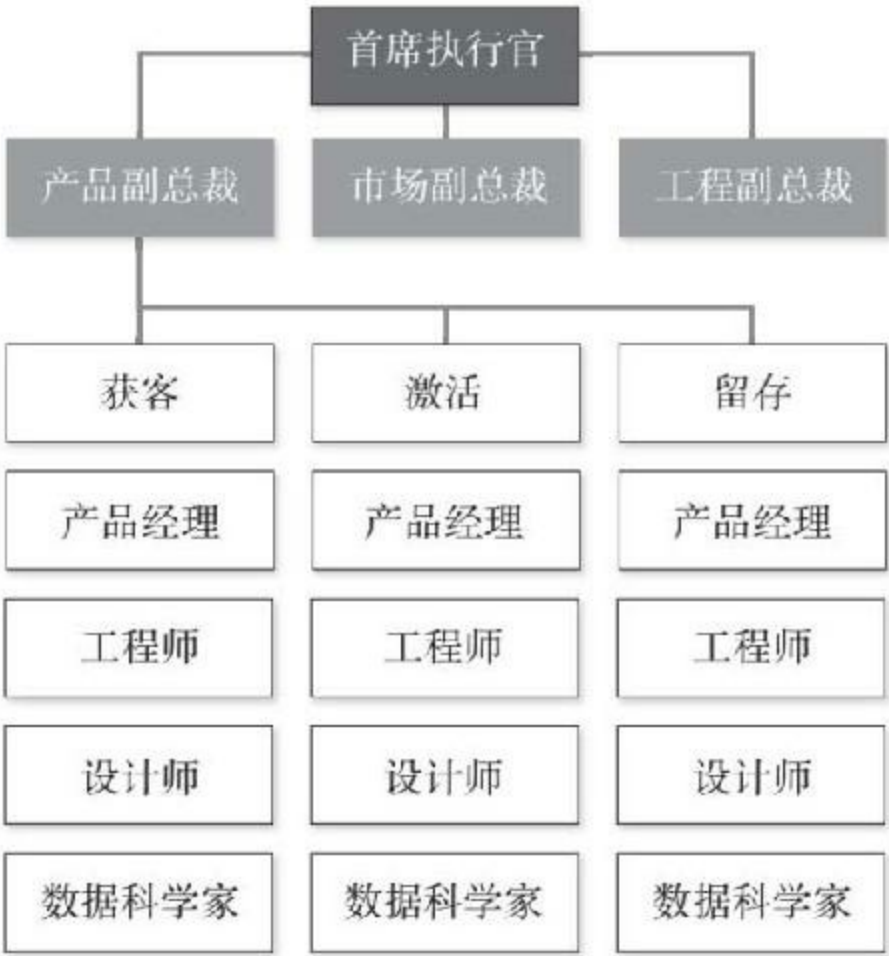 首席执行官
产品副总裁
市场副总裁
工程副总裁
获客
激活
留存
产品经理
产品经理
产品经理
工程师
工程师
工程师
设计师
设计师
设计师
数据科学家
数据科学家
数据科学家